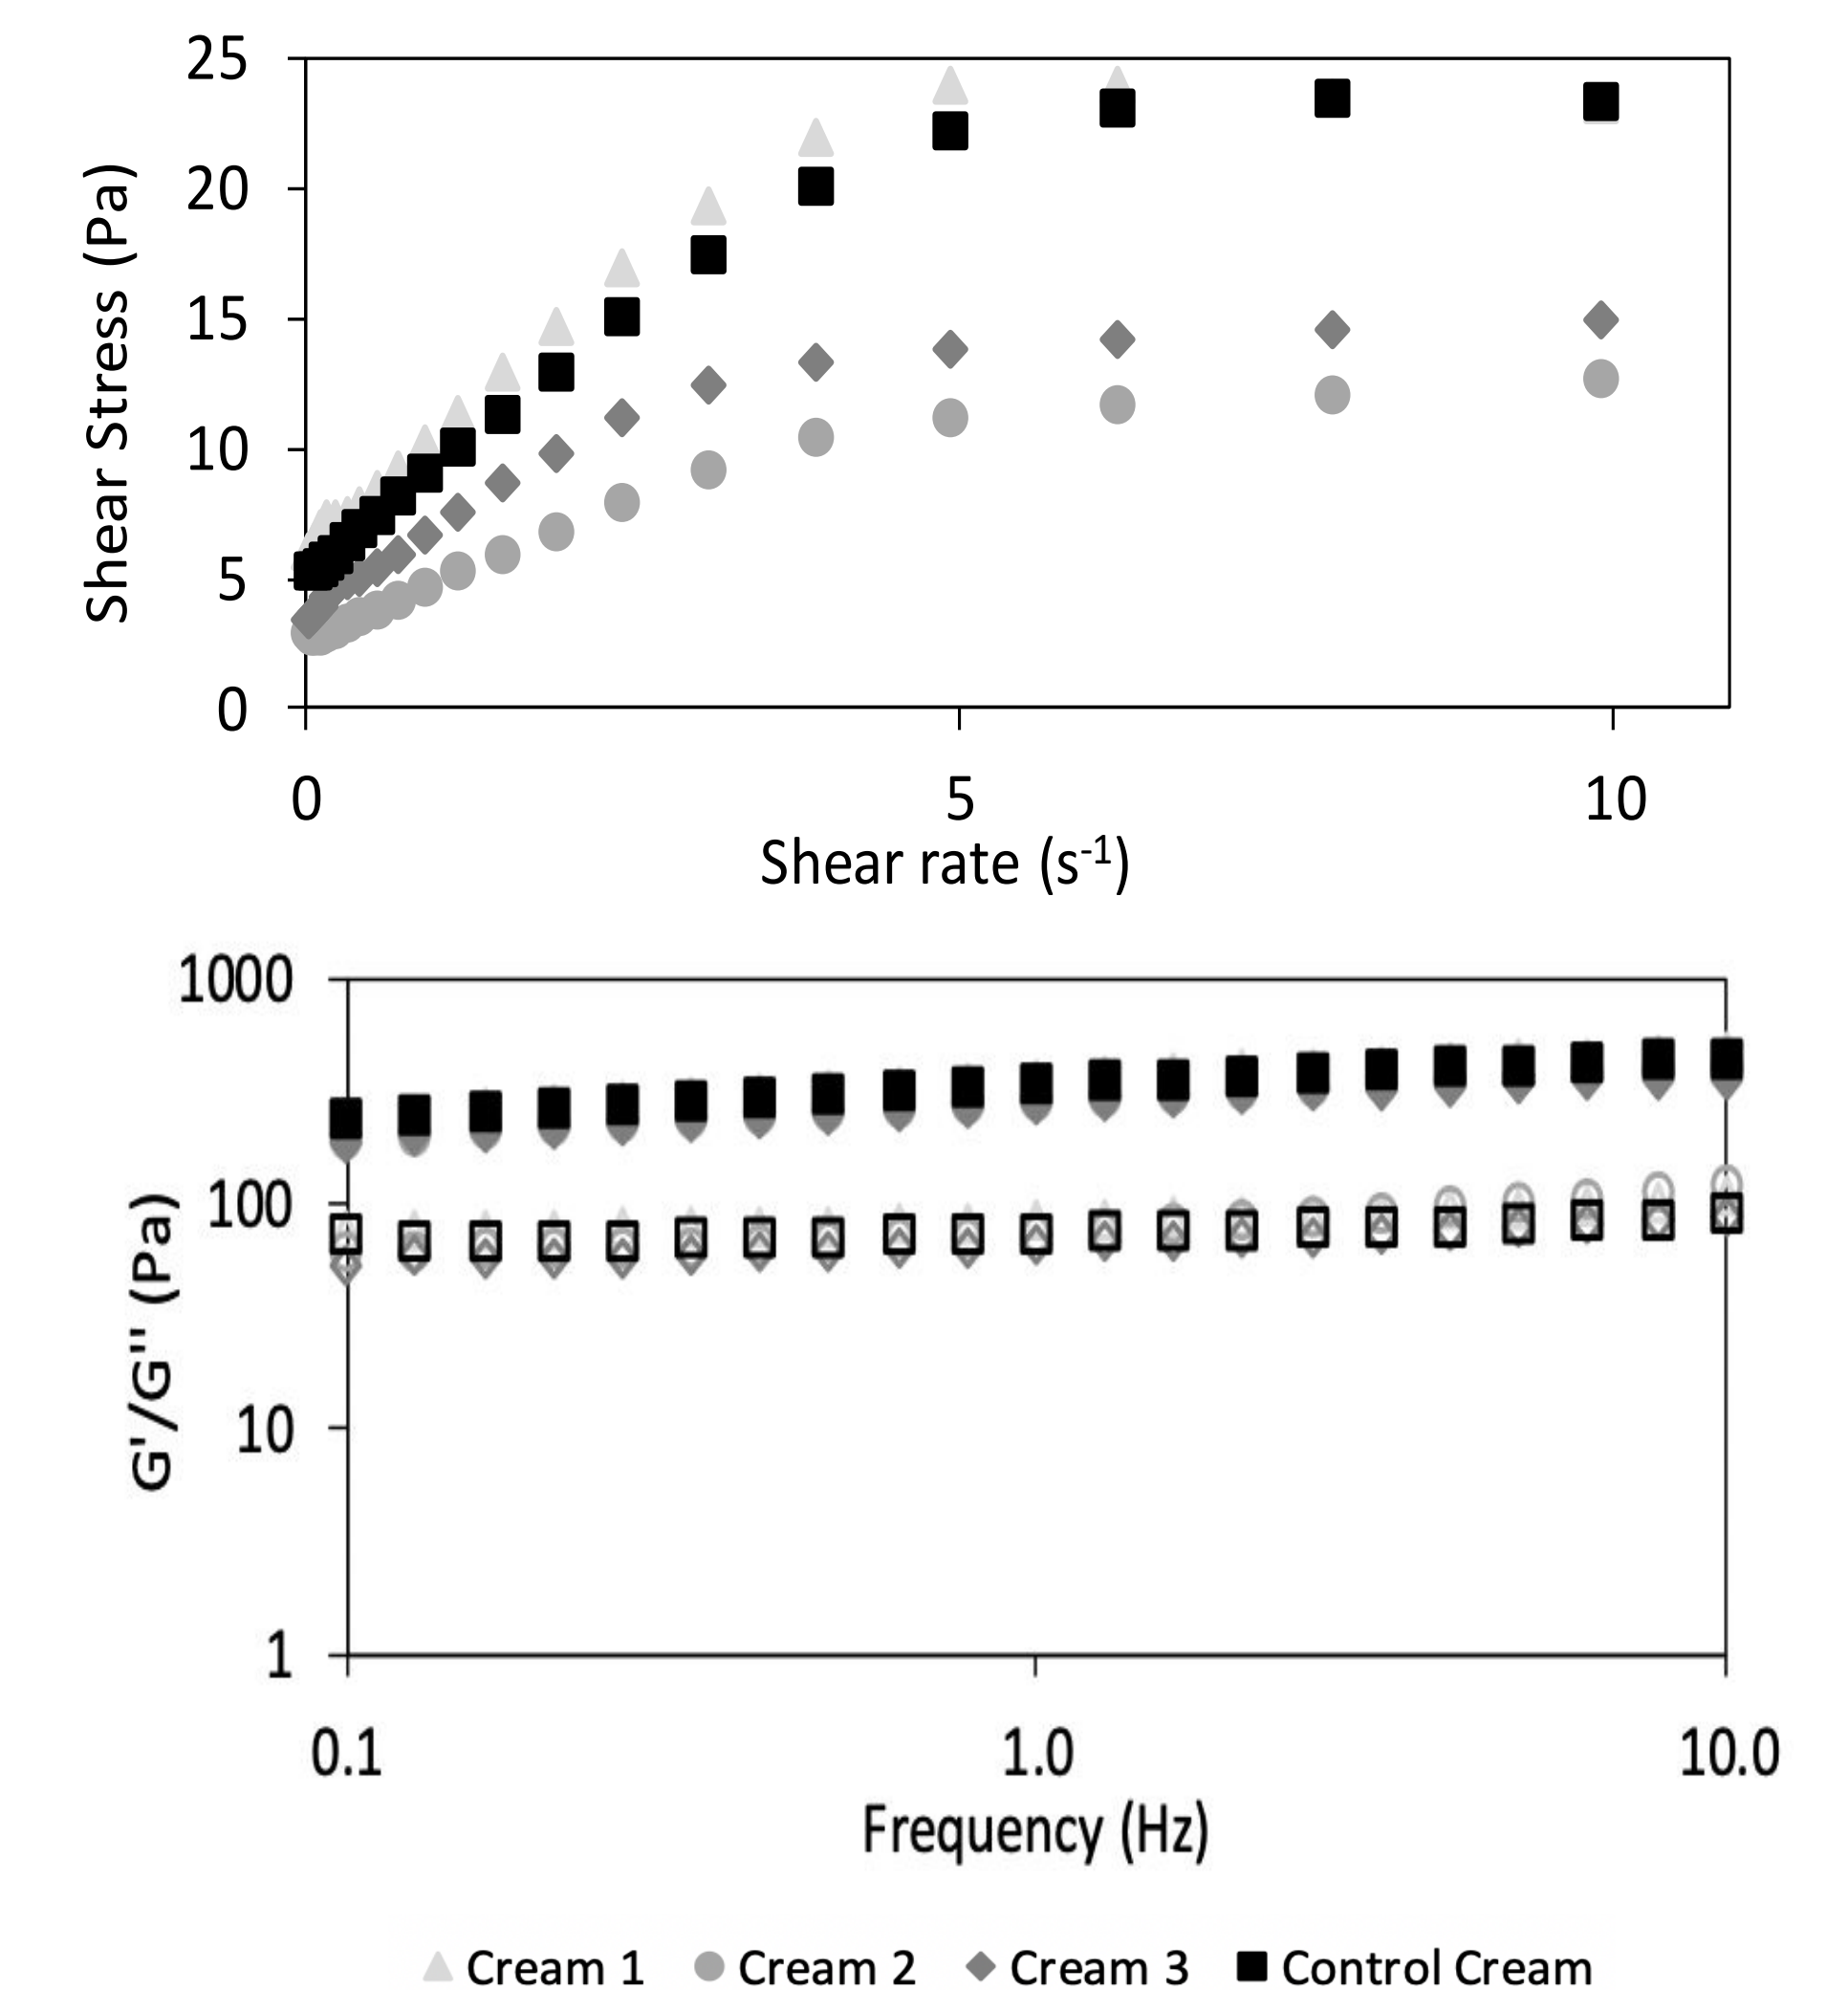 25
20
15
10
5
0
Shear Stress (Pa)
0 5 10
Shear rate (s-1)
1000
100
10
1
G'/G'' (Pa)
0.1 1.0 10.0
Frequency (Hz)
Cream 1 Cream 2 Cream 3 Control Cream